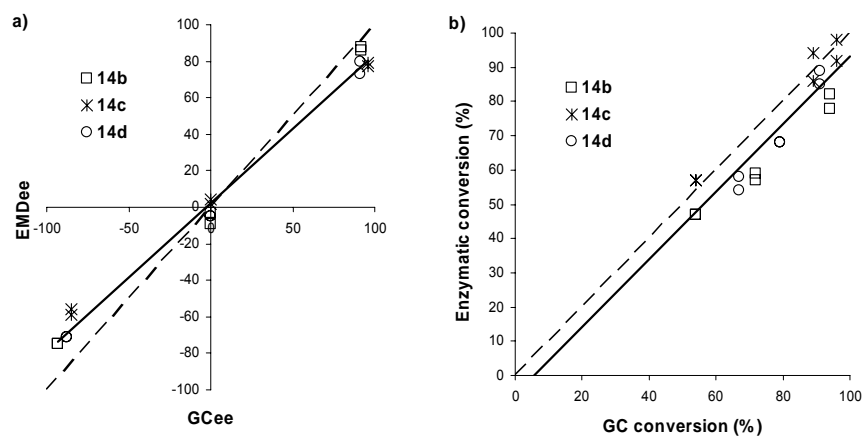 a)
100
80
60
40
20
0
-20
-40
-60
-80
-100
-100 -50 0 50 100
EMDee
GCee
14b
14c
14d
b)
100
90
80
70
60
50
40
30
20
10
0
0 20 40 60 80 100
Enzymatic conversion (%)
GC conversion (%)
14b
14c
14d